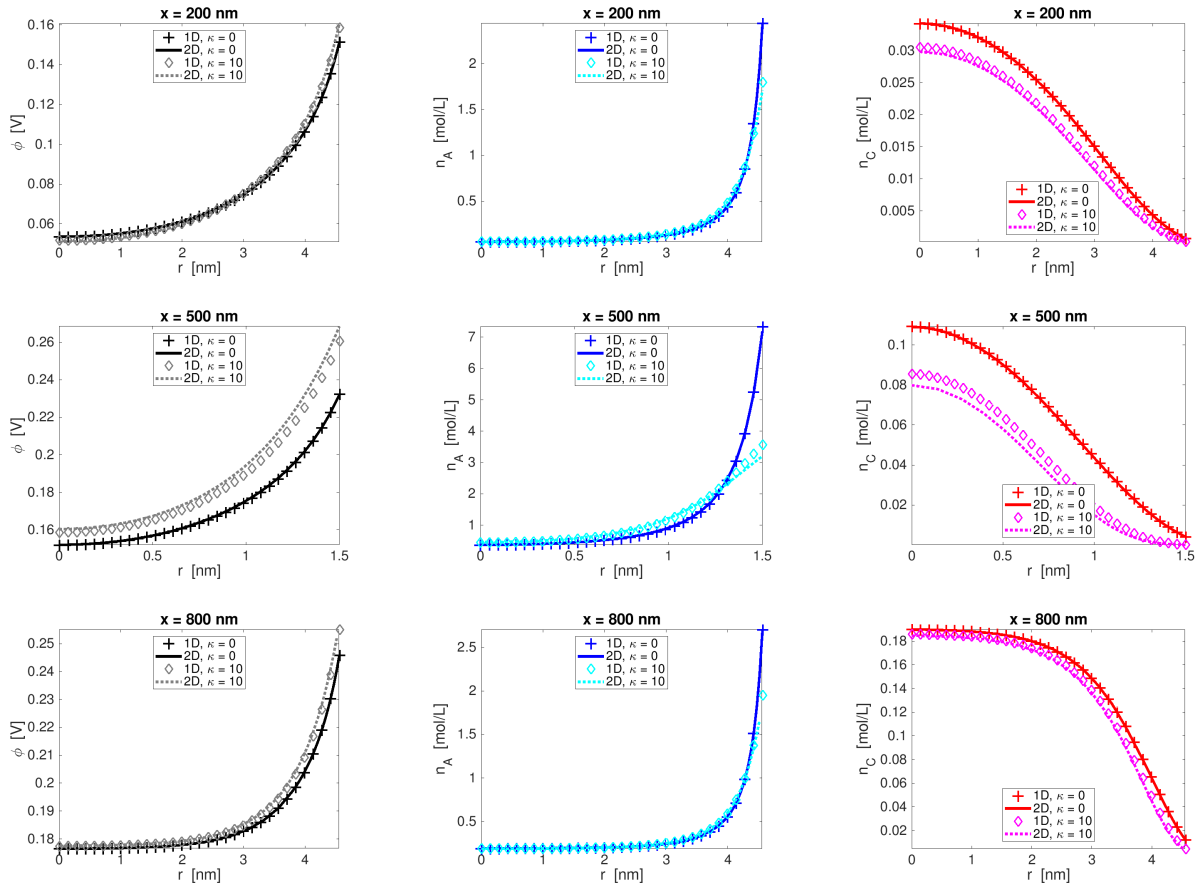 x = 200 nm
ϕ [V]
0.16
0.14
0.12
0.1
0.08
0.06
1D, κ = 0
2D, κ = 0
1D, κ = 10
2D, κ = 10
0 1 2 3 4
r [nm]
x = 200 nm
n_A [mol/L]
2.5
2
1.5
1
0.5
1D, κ = 0
2D, κ = 0
1D, κ = 10
2D, κ = 10
0 1 2 3 4
r [nm]
x = 200 nm
n_C [mol/L]
0.03
0.025
0.02
0.015
0.01
0.005
1D, κ = 0
2D, κ = 0
1D, κ = 10
2D, κ = 10
0 1 2 3 4
r [nm]
x = 500 nm
ϕ [V]
0.26
0.24
0.22
0.2
0.18
0.16
1D, κ = 0
2D, κ = 0
1D, κ = 10
2D, κ = 10
0 0.5 1 1.5
r [nm]
x = 500 nm
n_A [mol/L]
7
6
5
4
3
2
1
1D, κ = 0
2D, κ = 0
1D, κ = 10
2D, κ = 10
0 0.5 1 1.5
r [nm]
x = 500 nm
n_C [mol/L]
0.1
0.08
0.06
0.04
0.02
1D, κ = 0
2D, κ = 0
1D, κ = 10
2D, κ = 10
0 0.5 1 1.5
r [nm]
x = 800 nm
ϕ [V]
0.25
0.24
0.23
0.22
0.21
0.2
0.19
0.18
1D, κ = 0
2D, κ = 0
1D, κ = 10
2D, κ = 10
0 1 2 3 4
r [nm]
x = 800 nm
n_A [mol/L]
2.5
2
1.5
1
0.5
1D, κ = 0
2D, κ = 0
1D, κ = 10
2D, κ = 10
0 1 2 3 4
r [nm]
x = 800 nm
n_C [mol/L]
0.18
0.16
0.14
0.12
0.1
0.08
0.06
0.04
0.02
1D, κ = 0
2D, κ = 0
1D, κ = 10
2D, κ = 10
0 1 2 3 4
r [nm]